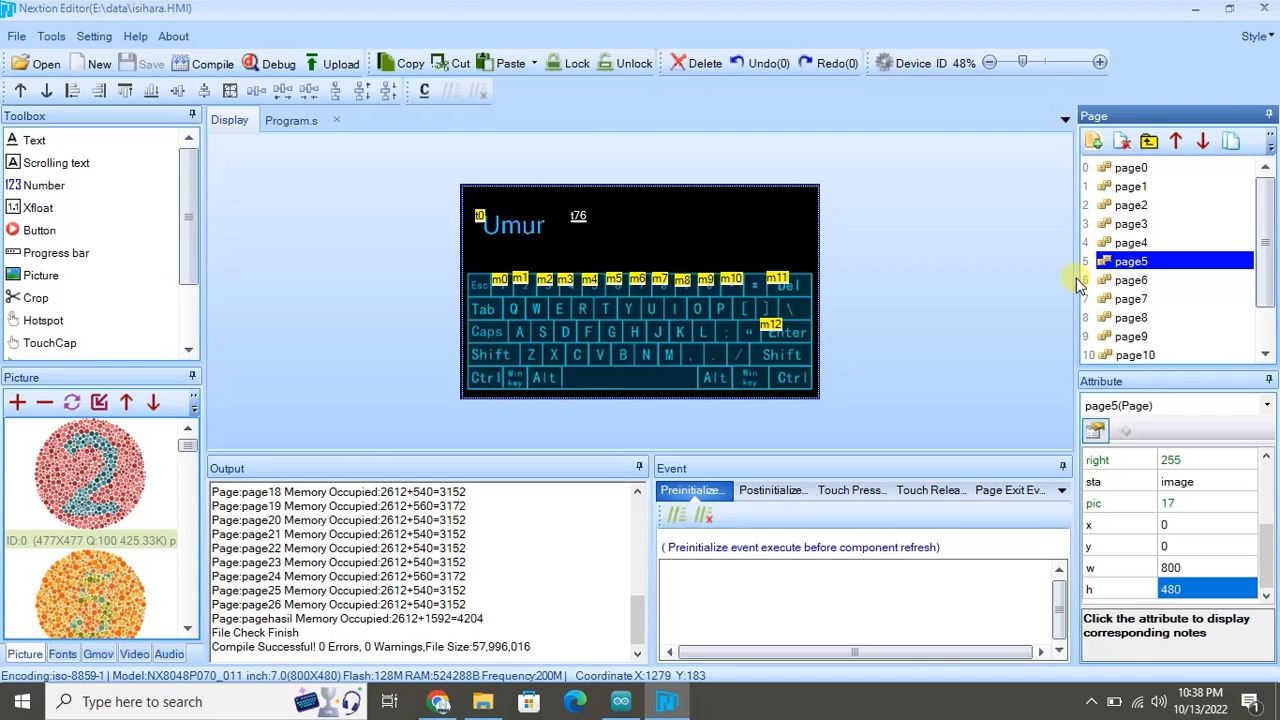 Nextion Editor(E:\data\isihara.HMI)
File Tools Setting Help About Style
Open New Save Compile Debug Upload Copy Cut Paste Lock Unlock Delete Undo(0) Redo(0) Device ID 48%
Toolbox
Text
Scrolling text
123 Number
1.X Xfloat
Button
Progress bar
Picture
Crop
Hotspot
TouchCap
Display Program.s
t0 Umur t76
Esc m0 m1 m2 m3 m4 m5 m6 m7 m8 m9 m10 = m11 Del
Tab Q W E R T Y U I O P [ ] \
Caps A S D F G H J K L ; “ m12 Enter
Shift Z X C V B N M , . / Shift
Ctrl Win key Alt Alt Win key Ctrl
Page
0 page0
1 page1
2 page2
3 page3
4 page4
5 page5
6 page6
7 page7
8 page8
9 page9
10 page10
Picture
2
ID:0 (477X477 Q:100 425.33K) p
5
Picture Fonts Gmov Video Audio
Output
Page:page18 Memory Occupied:2612+540=3152
Page:page19 Memory Occupied:2612+560=3172
Page:page20 Memory Occupied:2612+540=3152
Page:page21 Memory Occupied:2612+540=3152
Page:page22 Memory Occupied:2612+540=3152
Page:page23 Memory Occupied:2612+540=3152
Page:page24 Memory Occupied:2612+560=3172
Page:page25 Memory Occupied:2612+540=3152
Page:page26 Memory Occupied:2612+540=3152
Page:pagehasil Memory Occupied:2612+1592=4204
File Check Finish
Compile Successful! 0 Errors, 0 Warnings,File Size:57,996,016
Event
Preinitialize... Postinitialize... Touch Press... Touch Relea... Page Exit Ev...
( Preinitialize event execute before component refresh)
Attribute
page5(Page)
right 255
sta image
pic 17
x 0
y 0
w 800
h 480
Click the attribute to display
corresponding notes
Encoding:iso-8859-1 Model:NX8048P070_011 inch:7.0(800X480) Flash:128M RAM:524288B Frequency200M Coordinate X:1279 Y:183
Type here to search
10:38 PM
10/13/2022
1